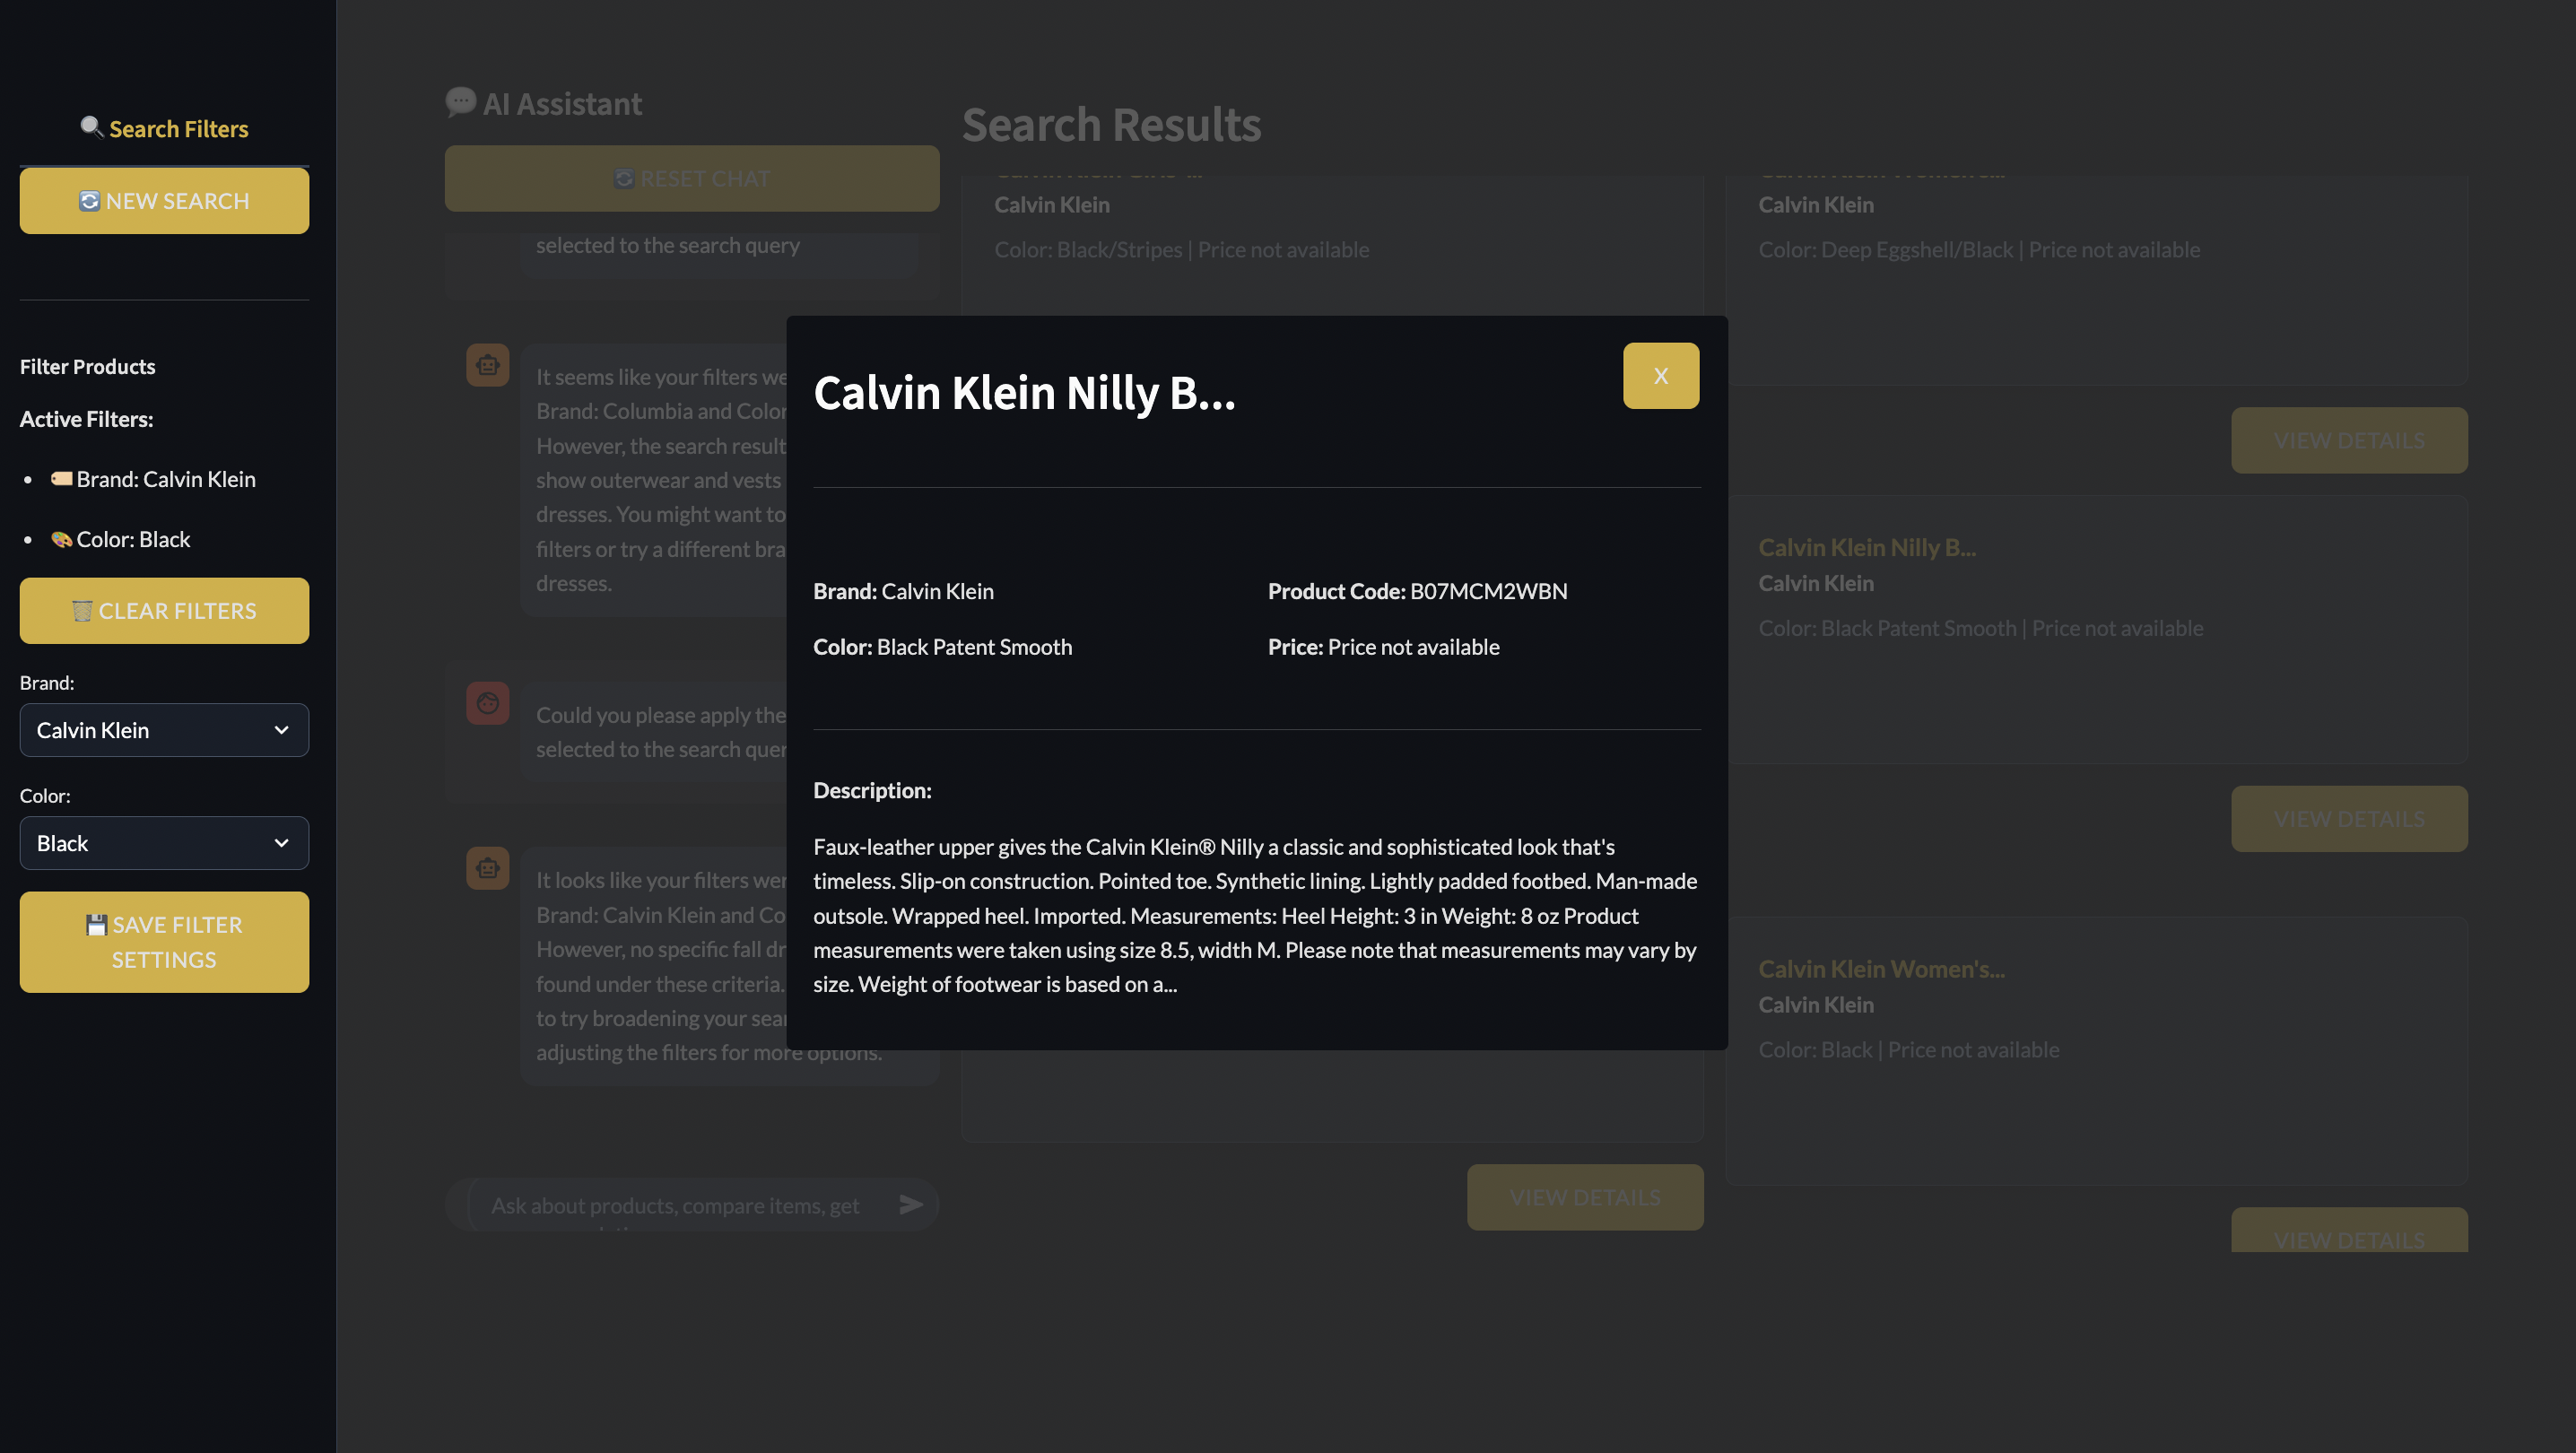 🔍 Search Filters
🔄 NEW SEARCH
Filter Products
Active Filters:
• 🏷️ Brand: Calvin Klein
• 🎨 Color: Black
🗑️ CLEAR FILTERS
Brand:
Calvin Klein
Color:
Black
💾 SAVE FILTER
SETTINGS
💬 AI Assistant
🔄 RESET CHAT
selected to the search query
It seems like your filters we
Brand: Columbia and Color
However, the search result
show outerwear and vests
dresses. You might want to
filters or try a different bra
dresses.
Could you please apply the
selected to the search quer
It looks like your filters wer
Brand: Calvin Klein and Co
However, no specific fall dr
found under these criteria.
to try broadening your sear
adjusting the filters for more options.
Ask about products, compare items, get
Search Results
Calvin Klein
Color: Black/Stripes | Price not available
Calvin Klein
Color: Deep Eggshell/Black | Price not available
VIEW DETAILS
Calvin Klein Nilly B...
Calvin Klein
Color: Black Patent Smooth | Price not available
VIEW DETAILS
Calvin Klein Women's...
Calvin Klein
Color: Black | Price not available
VIEW DETAILS
VIEW DETAILS
Calvin Klein Nilly B...
X
Brand: Calvin Klein
Product Code: B07MCM2WBN
Color: Black Patent Smooth
Price: Price not available
Description:
Faux-leather upper gives the Calvin Klein® Nilly a classic and sophisticated look that's
timeless. Slip-on construction. Pointed toe. Synthetic lining. Lightly padded footbed. Man-made
outsole. Wrapped heel. Imported. Measurements: Heel Height: 3 in Weight: 8 oz Product
measurements were taken using size 8.5, width M. Please note that measurements may vary by
size. Weight of footwear is based on a...